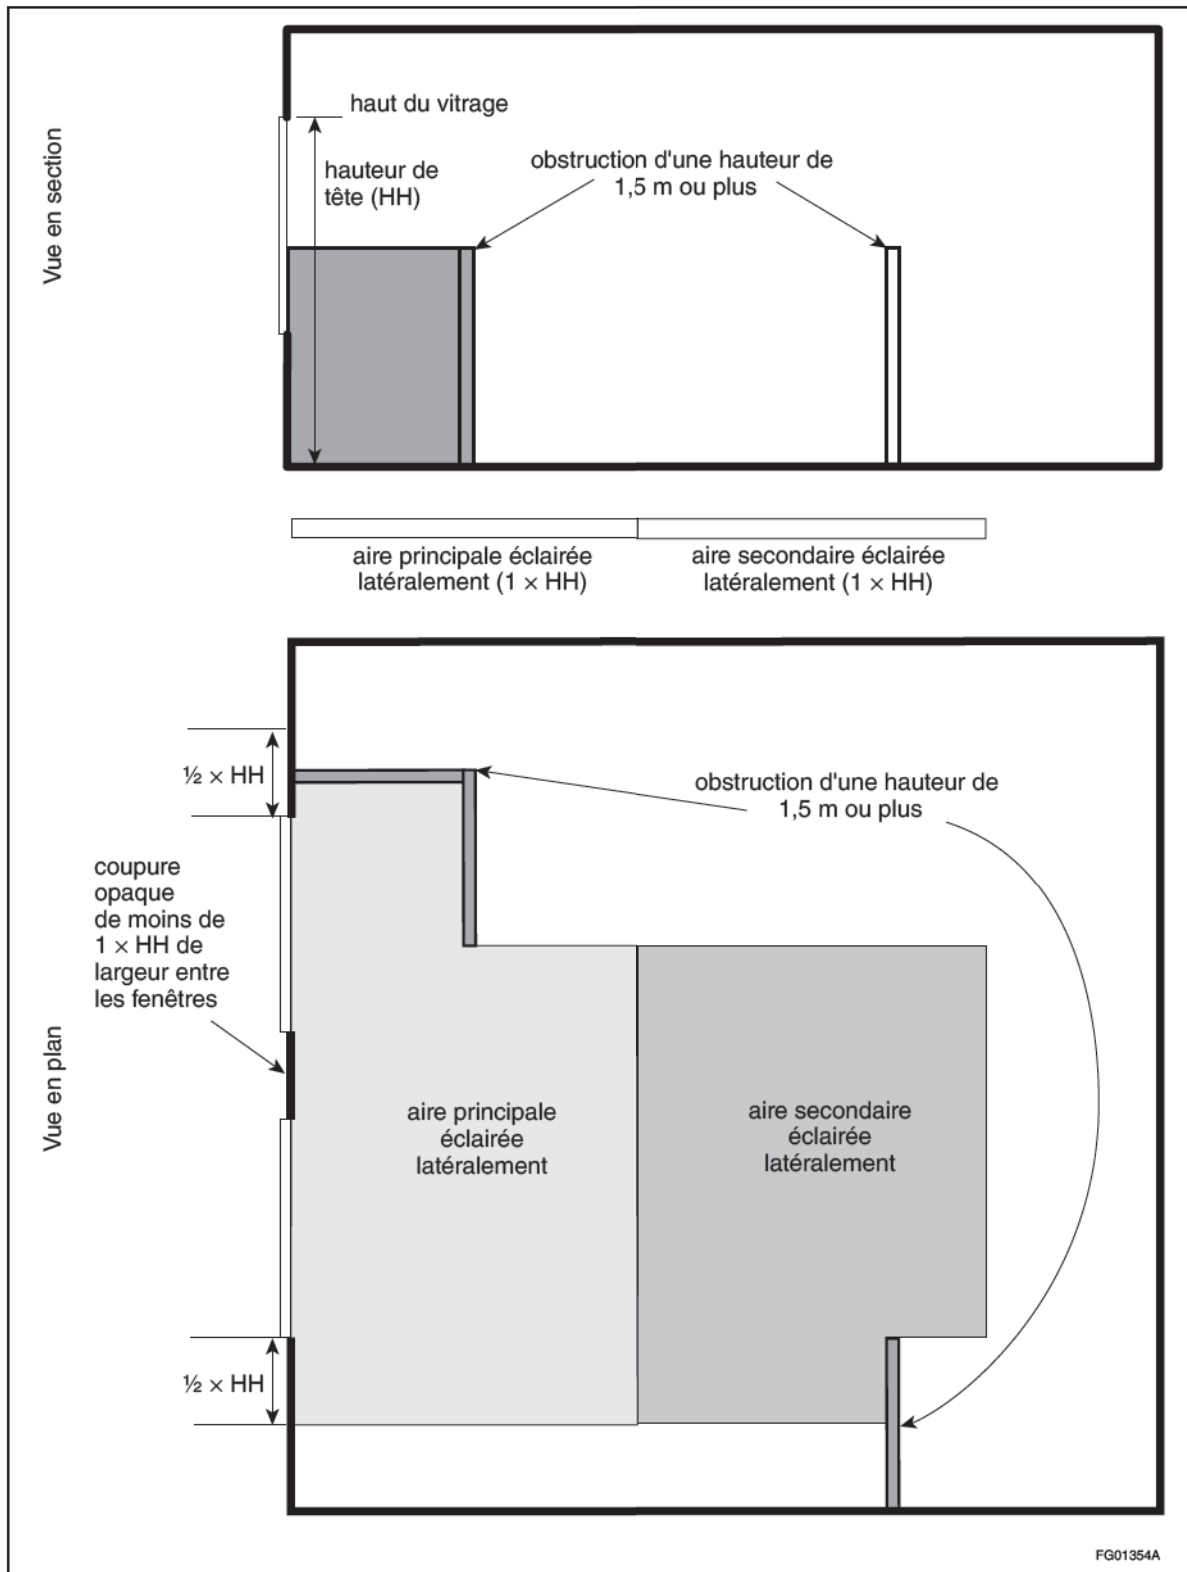 Vue en section
haut du vitrage
hauteur de
tête (HH)
obstruction d'une hauteur de
1,5 m ou plus
aire principale éclairée
latéralement (1 × HH)
aire secondaire éclairée
latéralement (1 × HH)
Vue en plan
½ × HH
obstruction d'une hauteur de
1,5 m ou plus
coupure
opaque
de moins de
1 × HH de
largeur entre
les fenêtres
aire principale
éclairée
latéralement
aire secondaire
éclairée
latéralement
½ × HH
FG01354A